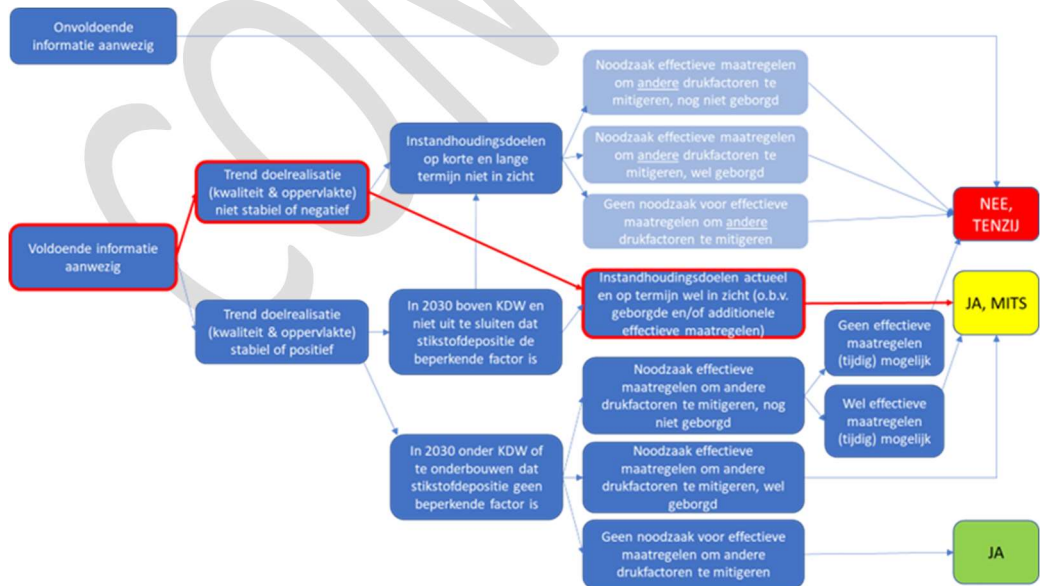 Onvoldoende
informatie aanwezig
Noodzaak effectieve maatregelen
om andere drukfactoren te
mitigeren, nog niet geborgd
Instandhoudingsdoelen
op korte en lange
termijn niet in zicht
Noodzaak effectieve maatregelen
om andere drukfactoren te
mitigeren, wel geborgd
Trend doelrealisatie
(kwaliteit & oppervlakte)
niet stabiel of negatief
Geen noodzaak voor effectieve
maatregelen om andere
drukfactoren te mitigeren
NEE,
TENZIJ
Voldoende informatie
aanwezig
Instandhoudingsdoelen actueel
en op termijn wel in zicht (o.b.v.
geborgde en/of additionele
effectieve maatregelen)
JA, MITS
Trend doelrealisatie
(kwaliteit & oppervlakte)
stabiel of positief
In 2030 boven KDW en
niet uit te sluiten dat
stikstofdepositie de
beperkende factor is
Geen effectieve
maatregelen
(tijdig) mogelijk
Noodzaak effectieve
maatregelen om andere
drukfactoren te mitigeren, nog
niet geborgd
Wel effectieve
maatregelen
(tijdig) mogelijk
In 2030 onder KDW of
te onderbouwen dat
stikstofdepositie geen
beperkende factor is
Noodzaak effectieve
maatregelen om andere
drukfactoren te mitigeren, wel
geborgd
Geen noodzaak voor effectieve
maatregelen om andere
drukfactoren te mitigeren
JA